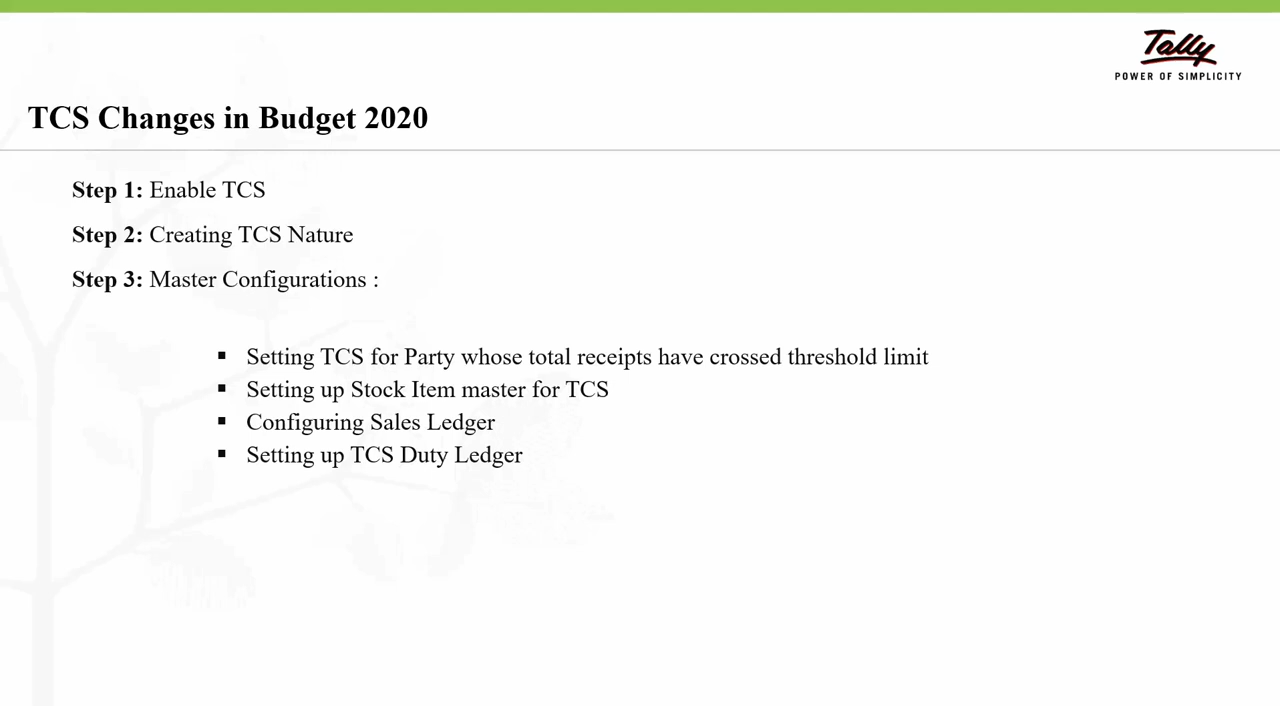 Tally
POWER OF SIMPLICITY
TCS Changes in Budget 2020
Step 1: Enable TCS
Step 2: Creating TCS Nature
Step 3: Master Configurations :
▪ Setting TCS for Party whose total receipts have crossed threshold limit
▪ Setting up Stock Item master for TCS
▪ Configuring Sales Ledger
▪ Setting up TCS Duty Ledger